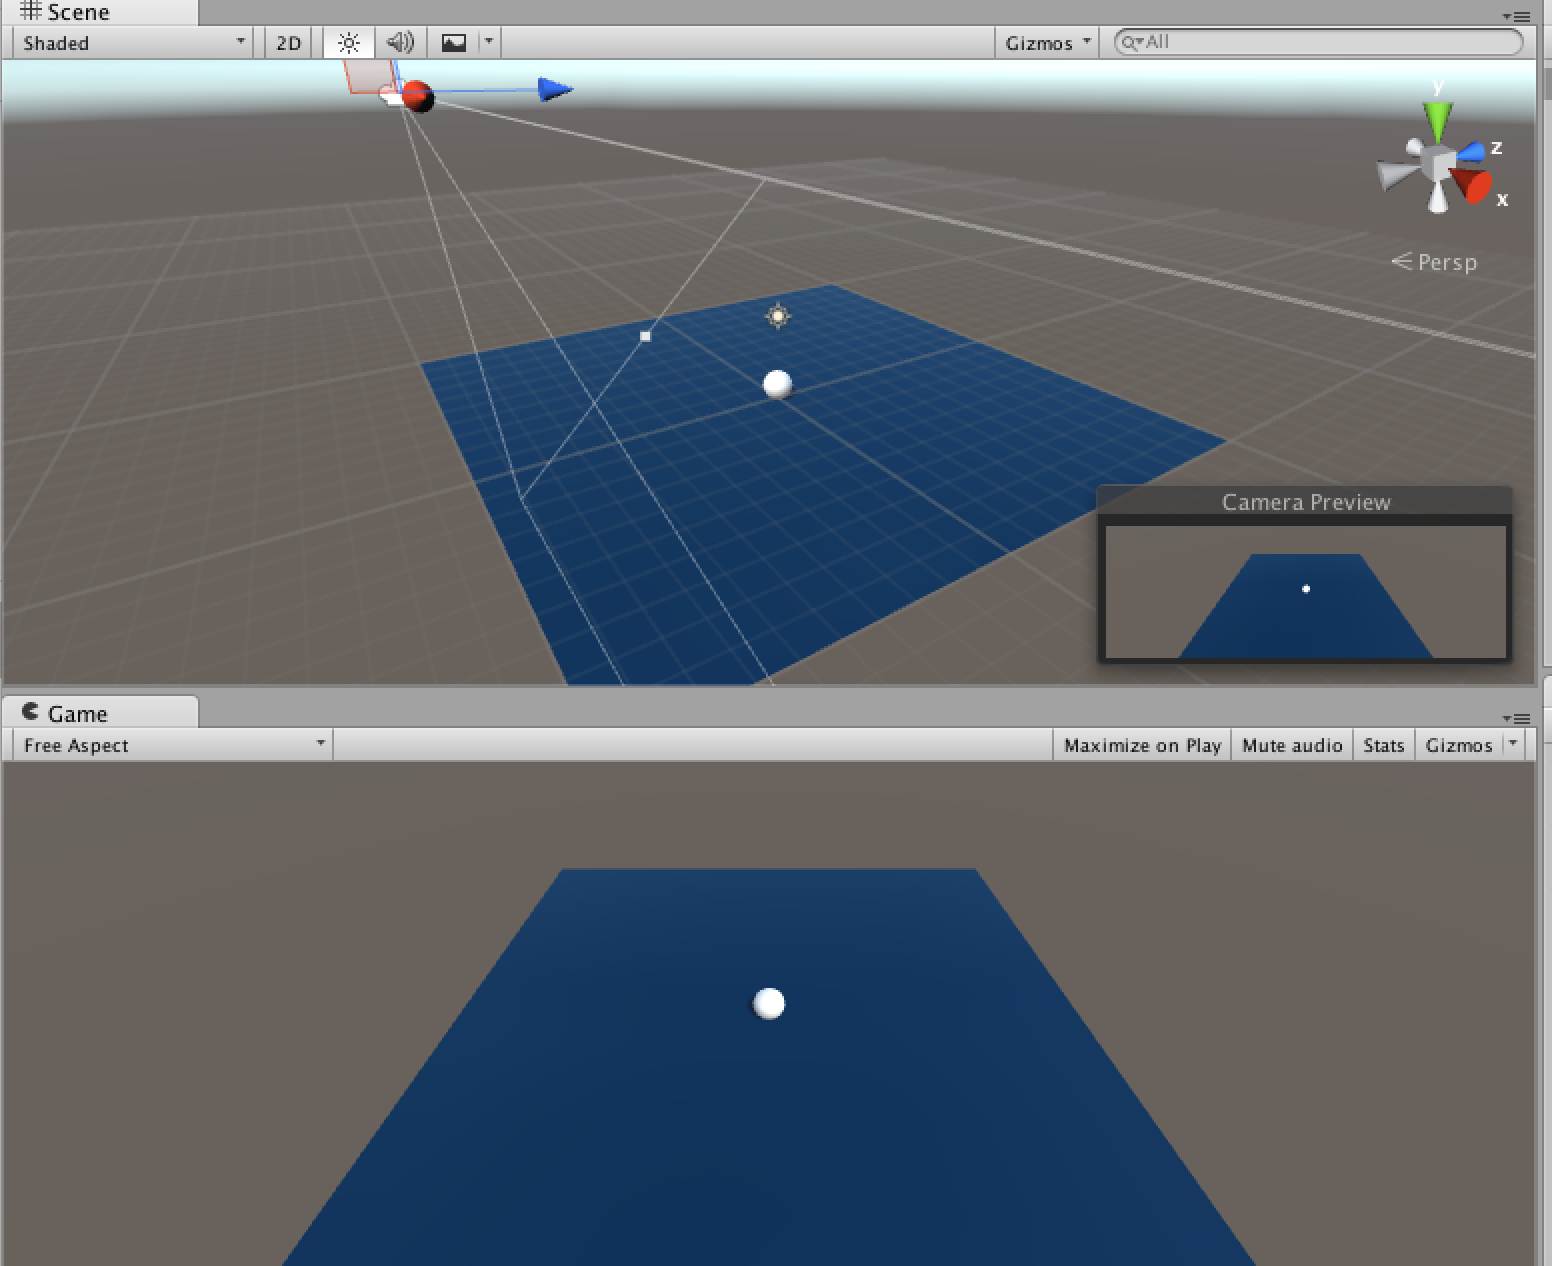 Scene
Shaded 2D Gizmos All
y
z
x
Persp
Camera Preview
Game
Free Aspect Maximize on Play Mute audio Stats Gizmos